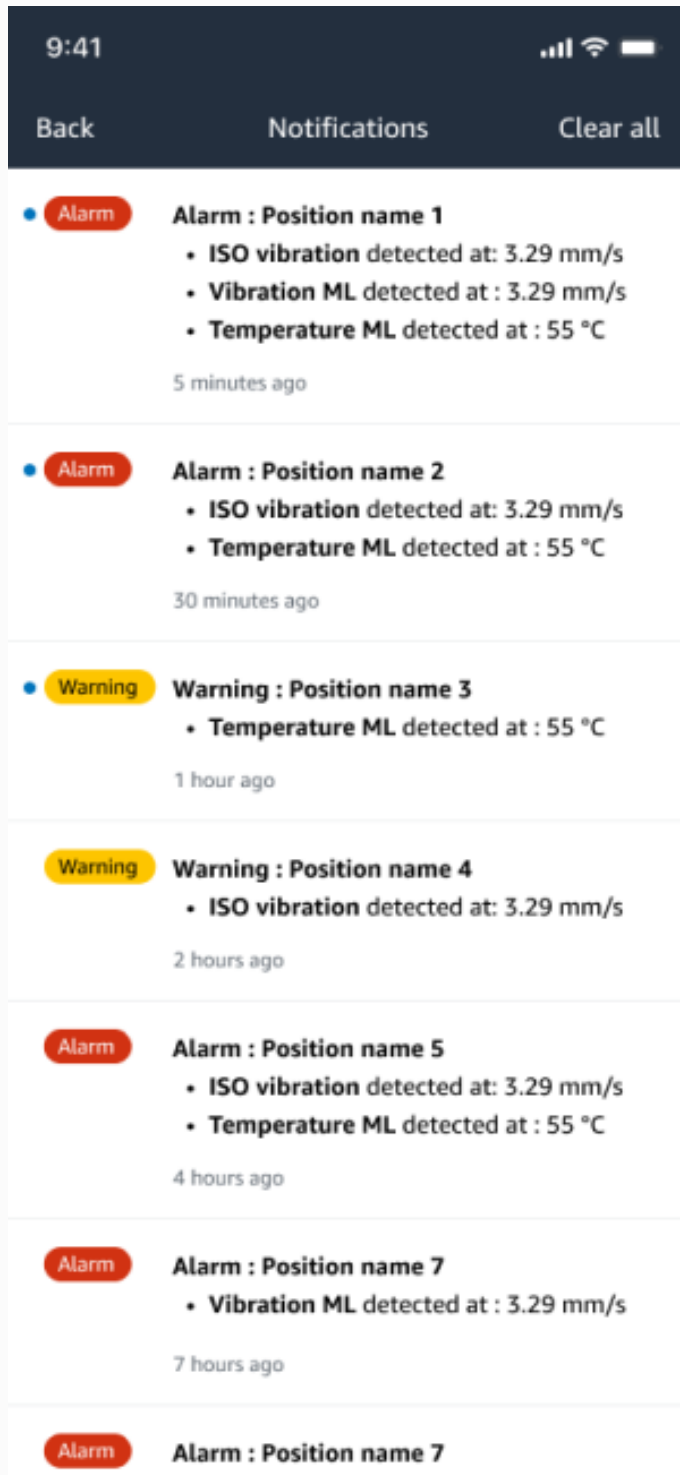 9:41
Back Notifications Clear all
Alarm Alarm : Position name 1
• ISO vibration detected at: 3.29 mm/s
• Vibration ML detected at : 3.29 mm/s
• Temperature ML detected at : 55 °C
5 minutes ago
Alarm Alarm : Position name 2
• ISO vibration detected at: 3.29 mm/s
• Temperature ML detected at : 55 °C
30 minutes ago
Warning Warning : Position name 3
• Temperature ML detected at : 55 °C
1 hour ago
Warning Warning : Position name 4
• ISO vibration detected at: 3.29 mm/s
2 hours ago
Alarm Alarm : Position name 5
• ISO vibration detected at: 3.29 mm/s
• Temperature ML detected at : 55 °C
4 hours ago
Alarm Alarm : Position name 7
• Vibration ML detected at : 3.29 mm/s
7 hours ago
Alarm Alarm : Position name 7